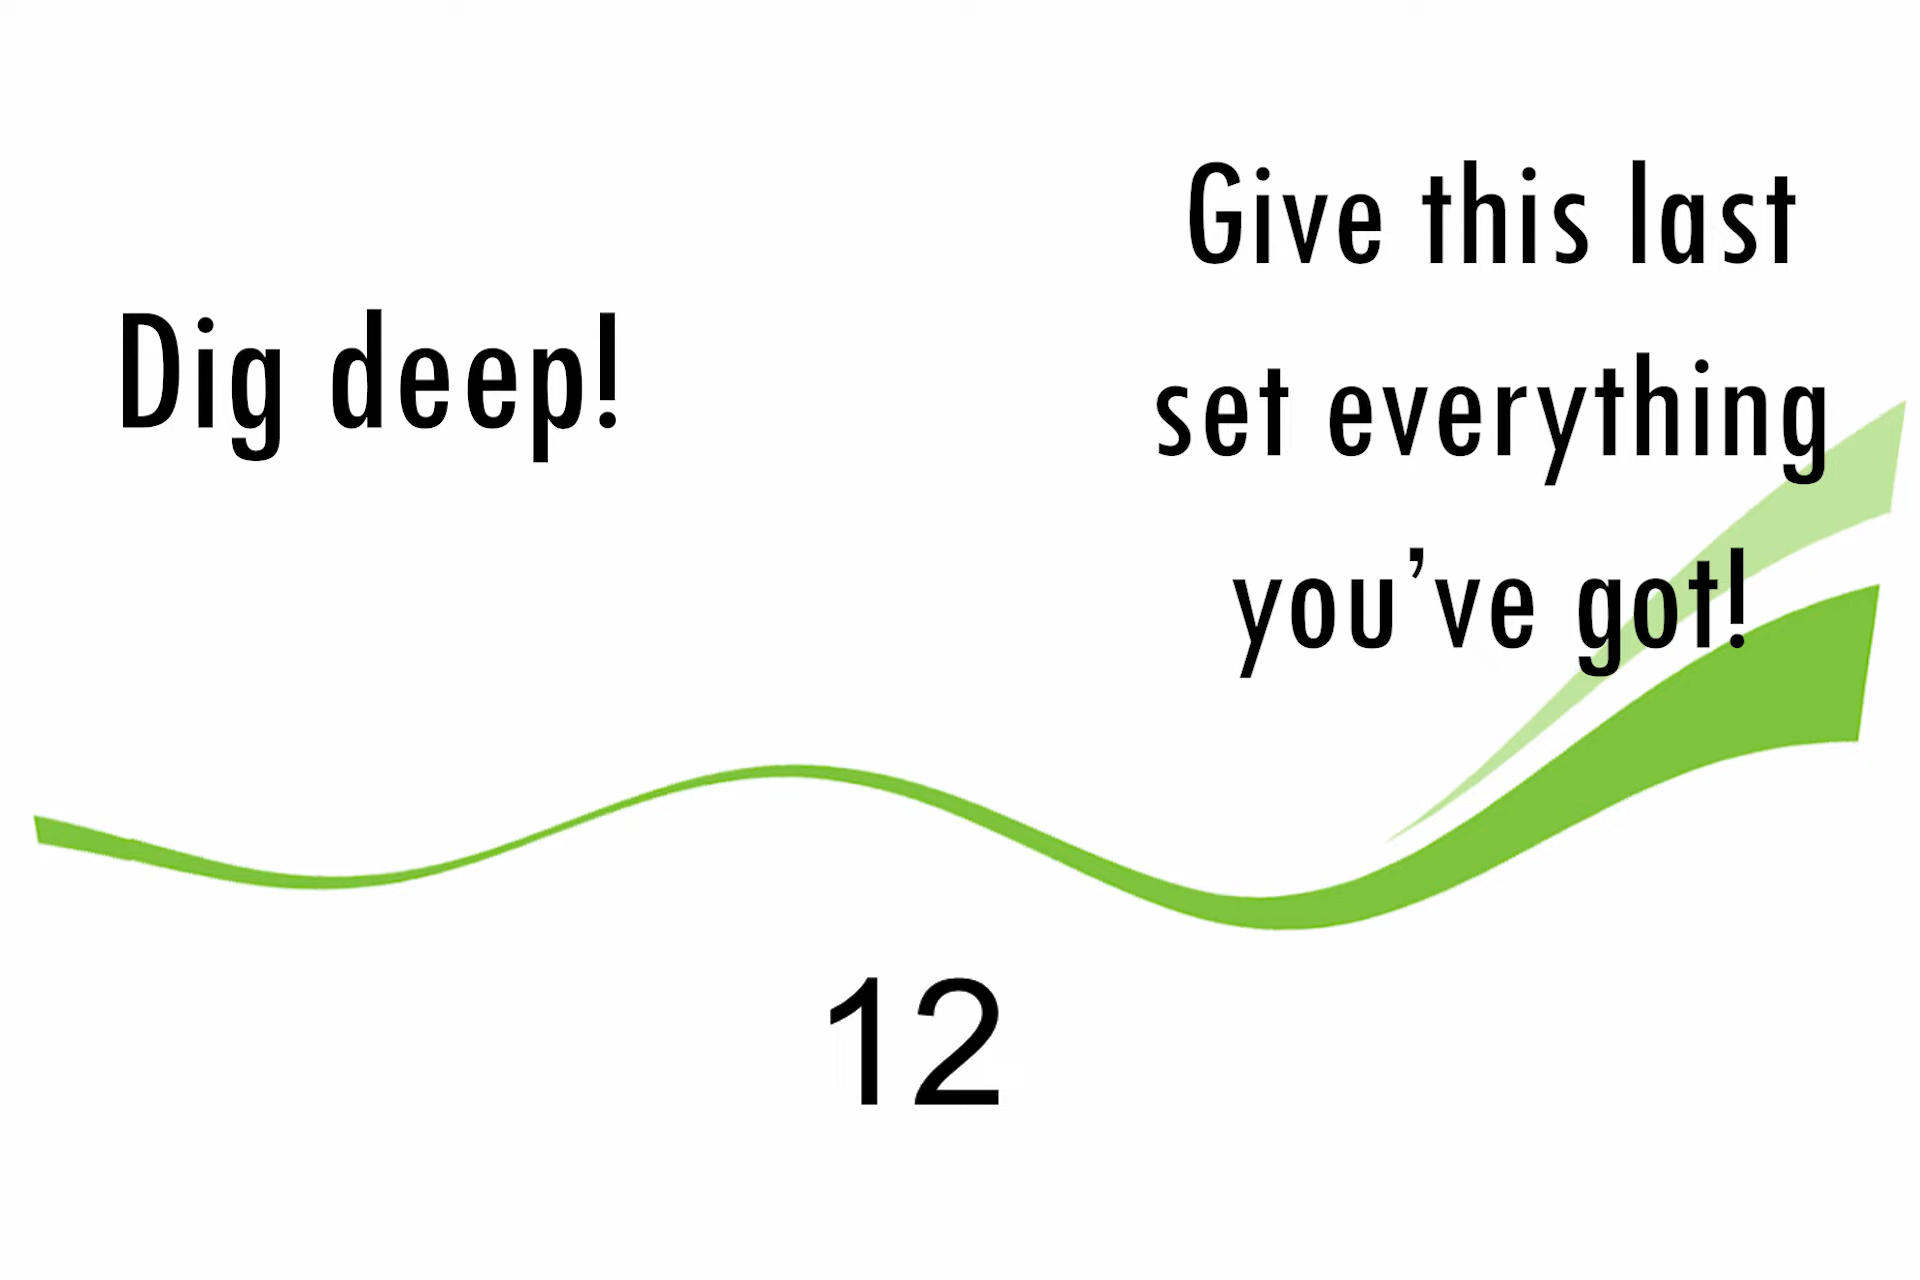 Dig deep!
Give this last
set everything
you’ve got!
12